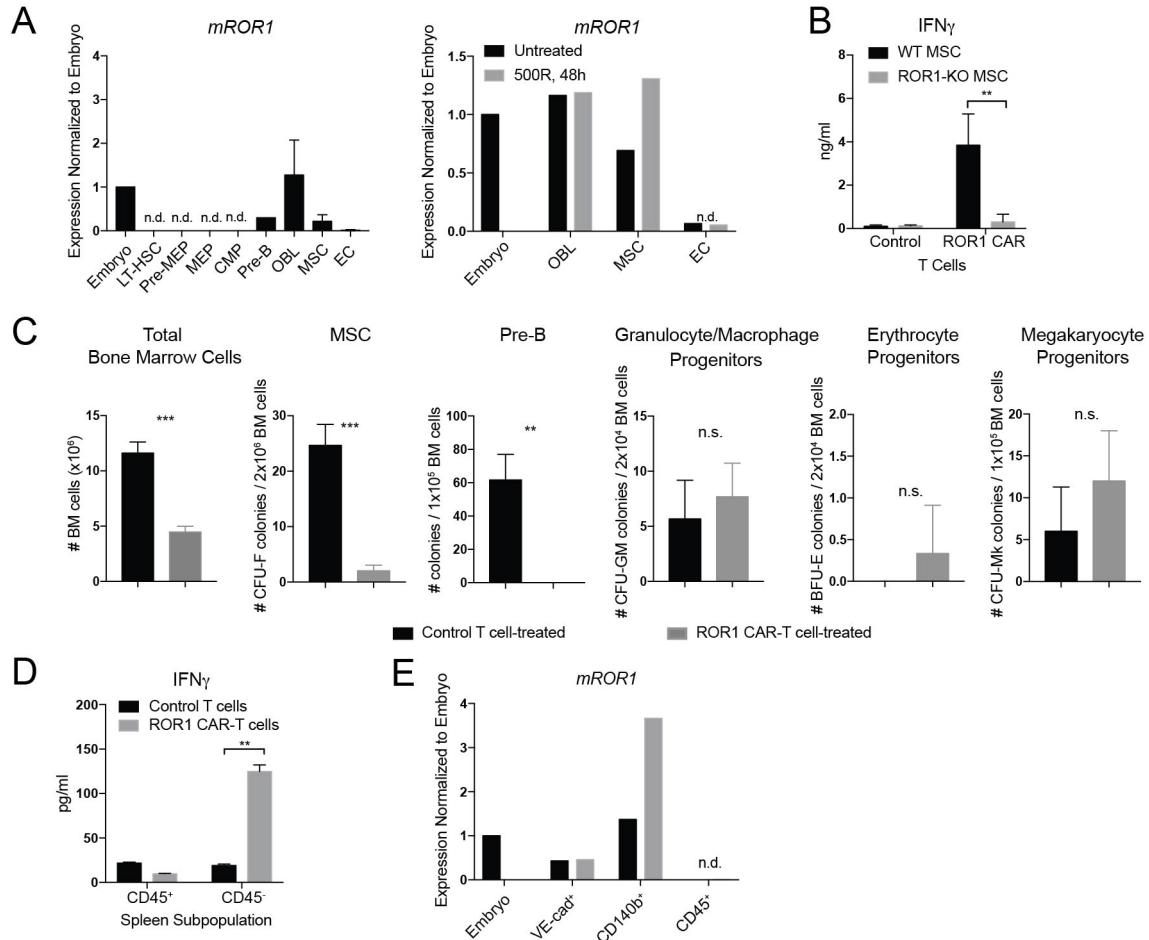 A
mROR1
Expression Normalized to Embryo
4
3
2
1
0
n.d.
n.d.
n.d.
n.d.
Embryo
LT-HSC
Pre-MEP
MEP
CMP
Pre-B
OBL
MSC
EC
mROR1
Expression Normalized to Embryo
1.5
1.0
0.5
0.0
Untreated
500R, 48h
n.d.
Embryo
OBL
MSC
EC
B
IFNγ
WT MSC
ROR1-KO MSC
ng/ml
8
6
4
2
0
**
Control
ROR1 CAR
T Cells
C
Total
Bone Marrow Cells
# BM cells (x10⁶)
15
10
5
0
***
MSC
# CFU-F colonies / 2x10⁶ BM cells
30
20
10
0
***
Pre-B
# colonies / 1x10⁵ BM cells
100
80
60
40
20
0
**
Granulocyte/Macrophage
Progenitors
# CFU-GM colonies / 2x10⁴ BM cells
15
10
5
0
n.s.
Erythrocyte
Progenitors
# BFU-E colonies / 2x10⁴ BM cells
2.0
1.5
1.0
0.5
0.0
n.s.
Megakaryocyte
Progenitors
# CFU-Mk colonies / 1x10⁵ BM cells
20
15
10
5
0
n.s.
Control T cell-treated
ROR1 CAR-T cell-treated
D
IFNγ
Control T cells
ROR1 CAR-T cells
pg/ml
200
150
100
50
0
**
CD45⁺
CD45⁻
Spleen Subpopulation
E
mROR1
Expression Normalized to Embryo
4
3
2
1
0
n.d.
Embryo
VE-cad⁺
CD140b⁺
CD45⁺